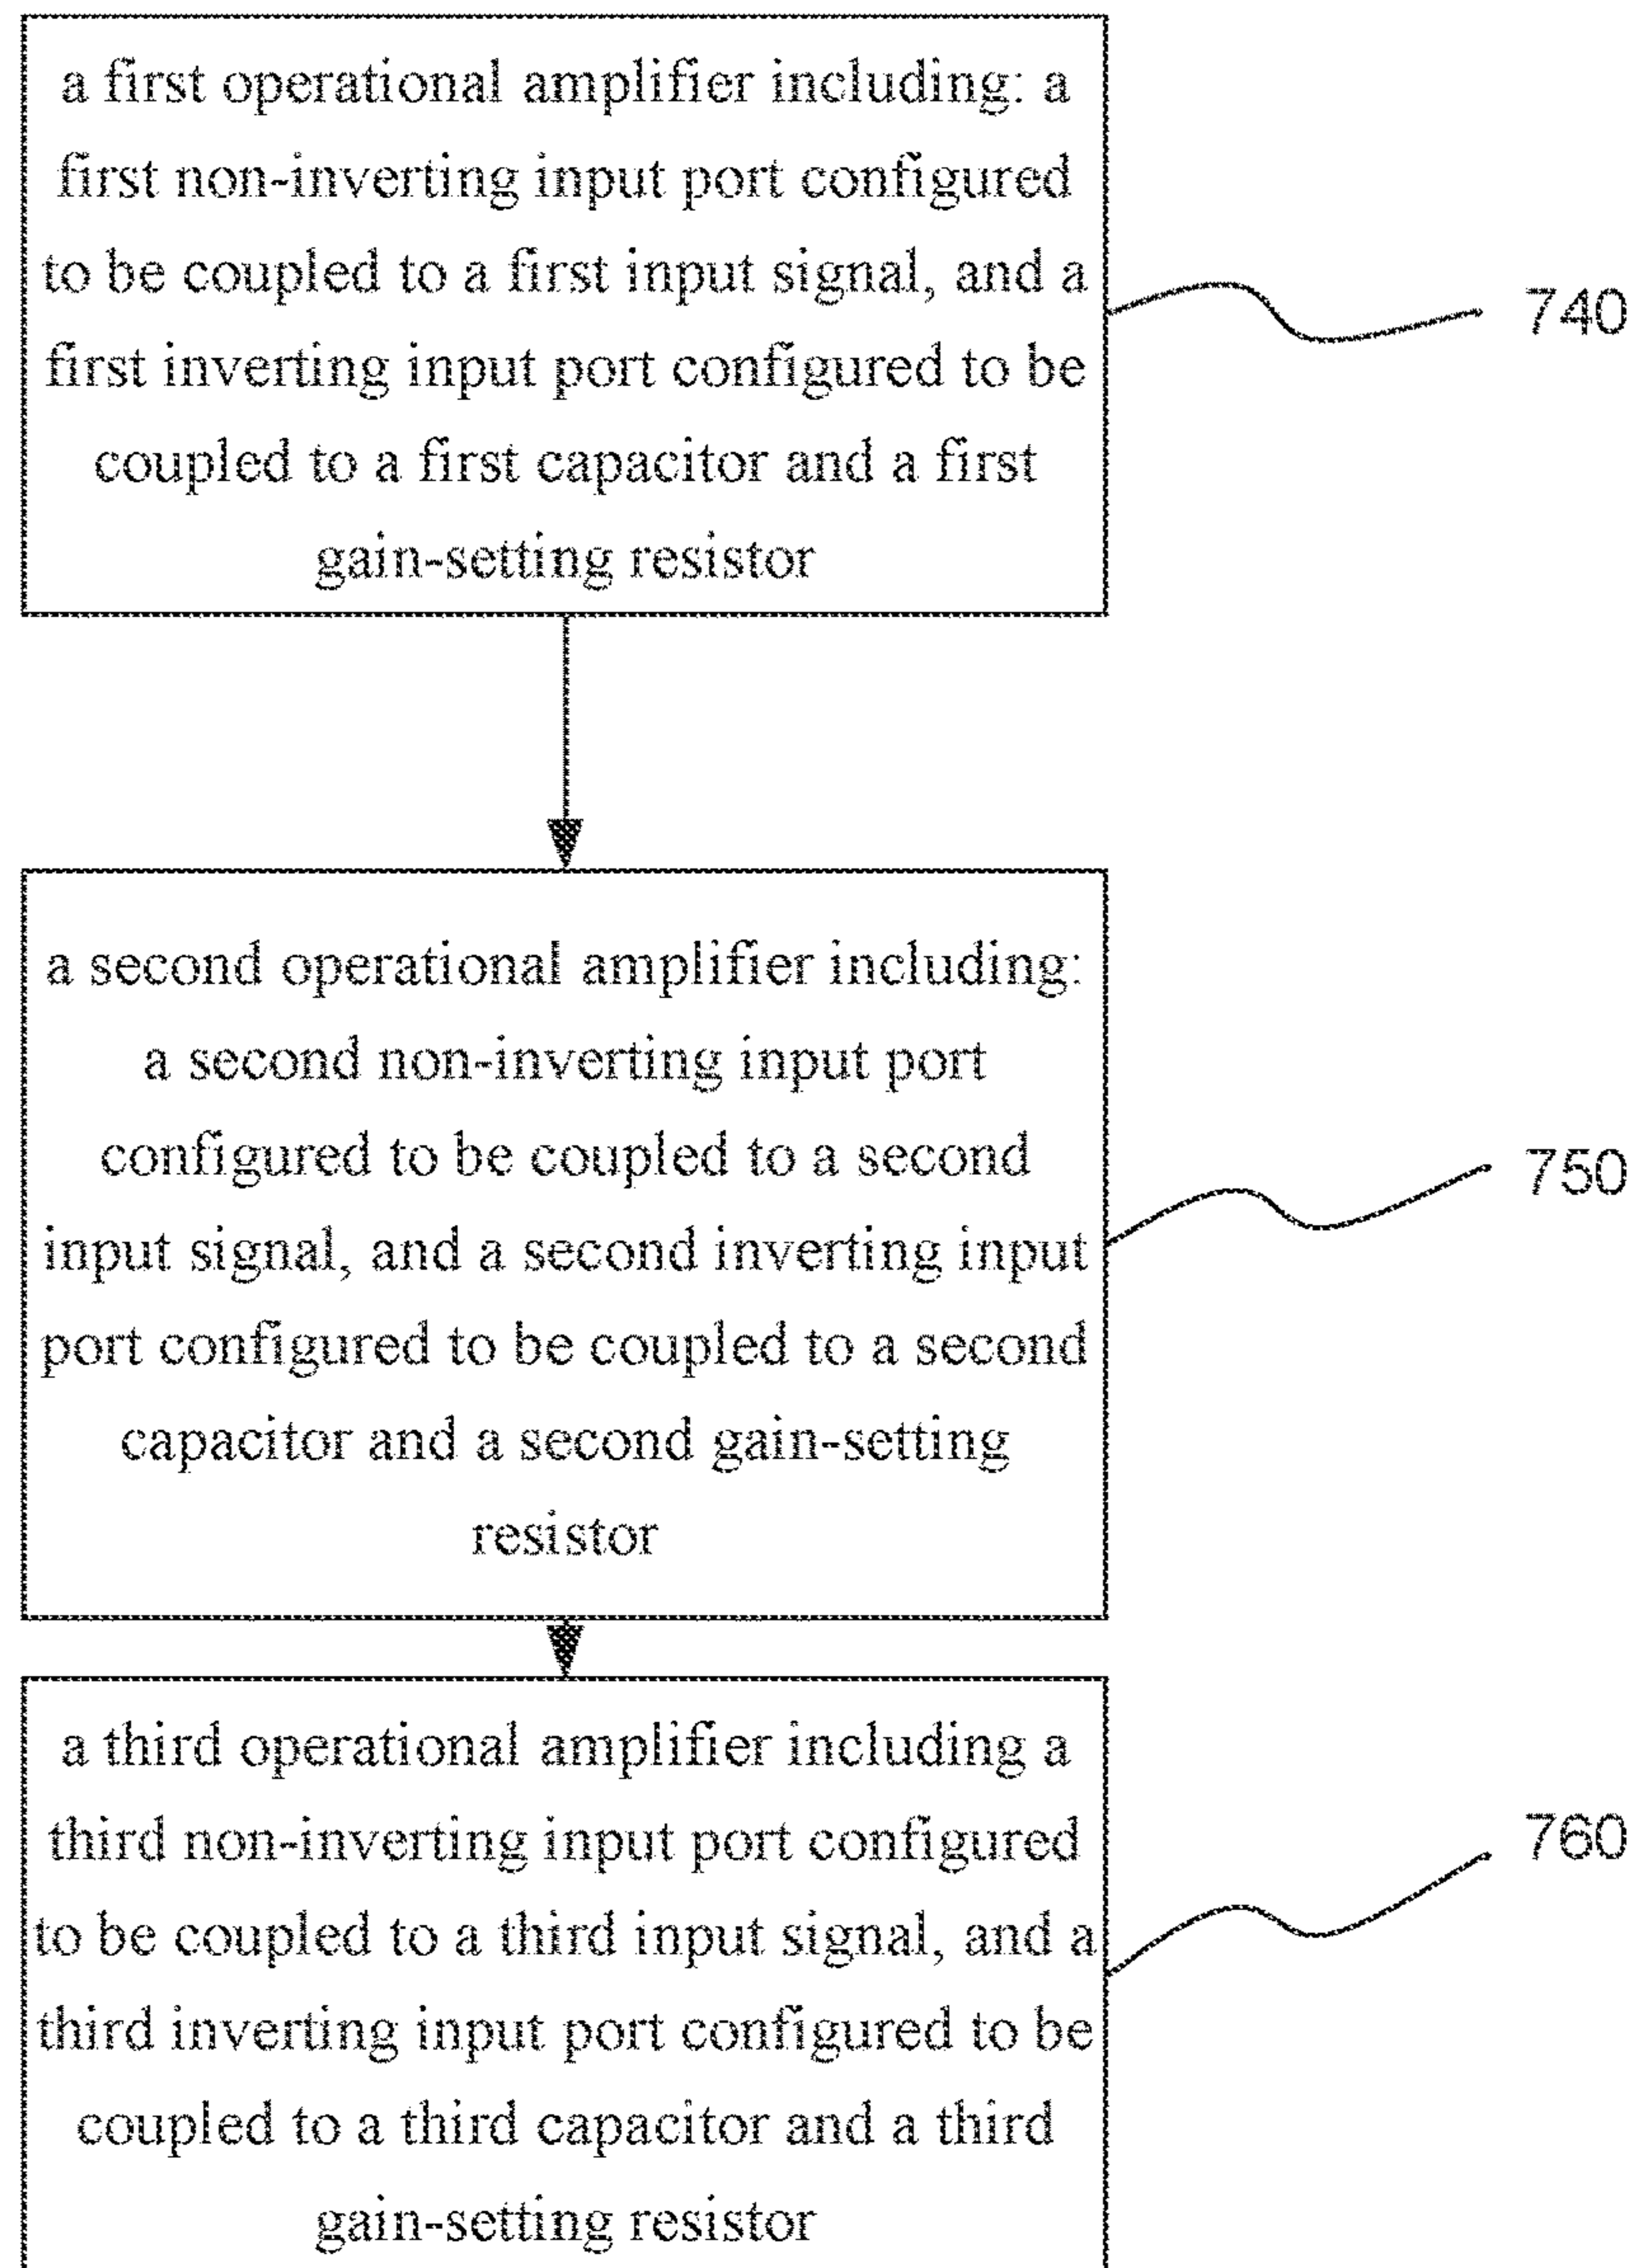 a first operational amplifier including: a
first non-inverting input port configured
to be coupled to a first input signal, and a
first inverting input port configured to be
coupled to a first capacitor and a first
gain-setting resistor
740
a second operational amplifier including:
a second non-inverting input port
configured to be coupled to a second
input signal, and a second inverting input
port configured to be coupled to a second
capacitor and a second gain-setting
resistor
750
a third operational amplifier including a
third non-inverting input port configured
to be coupled to a third input signal, and a
third inverting input port configured to be
coupled to a third capacitor and a third
gain-setting resistor
760